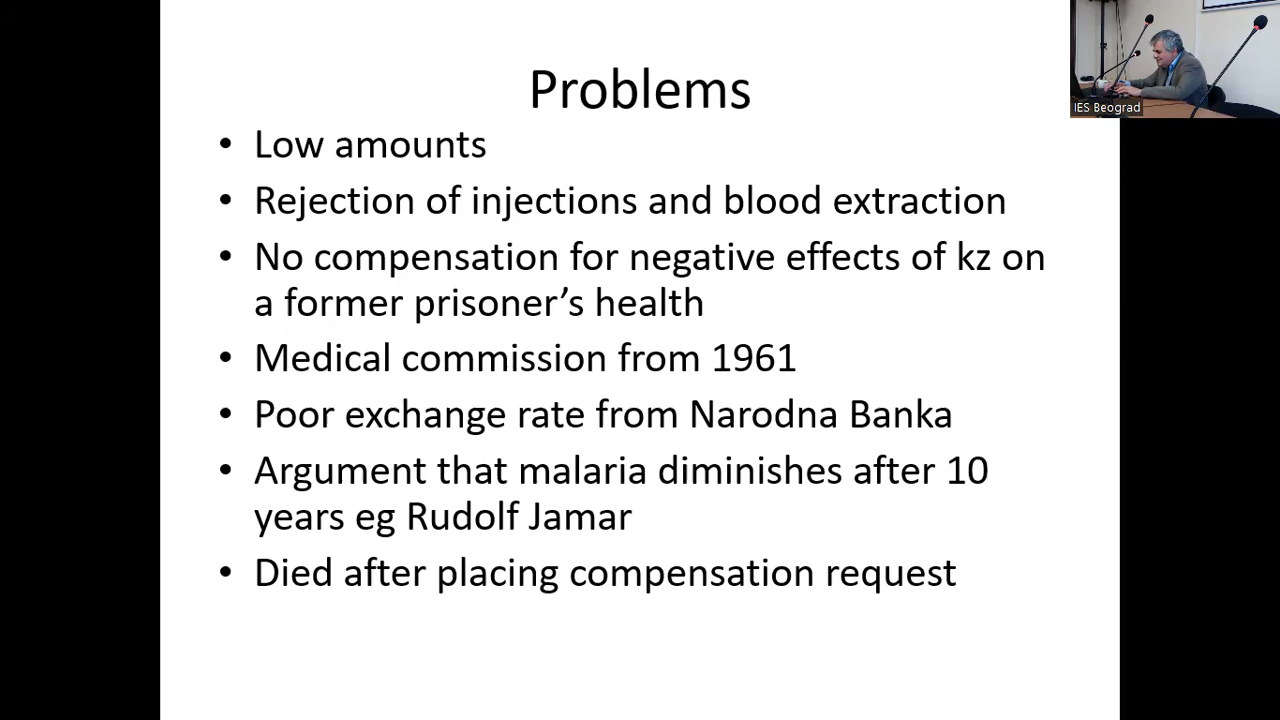 Problems
• Low amounts
• Rejection of injections and blood extraction
• No compensation for negative effects of kz on
a former prisoner’s health
• Medical commission from 1961
• Poor exchange rate from Narodna Banka
• Argument that malaria diminishes after 10
years eg Rudolf Jamar
• Died after placing compensation request
IES Beograd